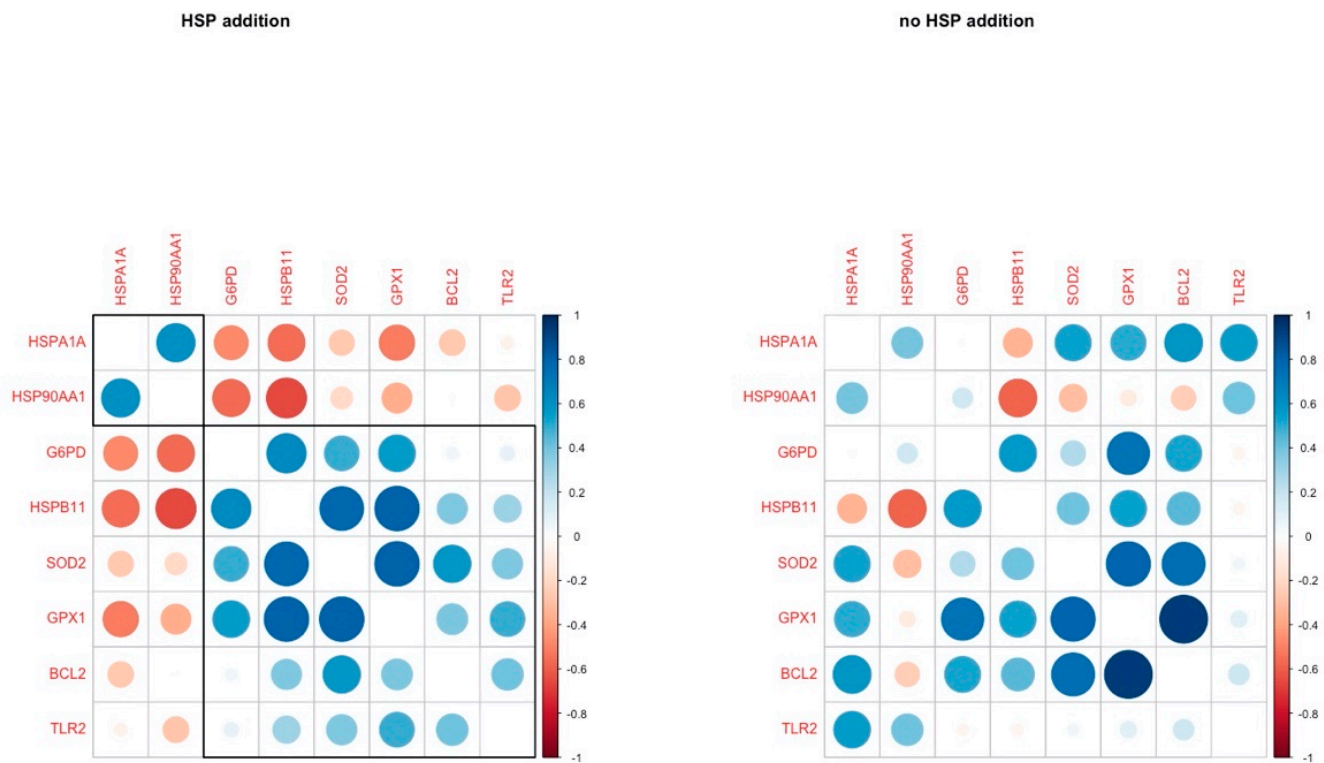 HSP addition
no HSP addition
HSPA1A HSP90AA1 G6PD HSPB11 SOD2 GPX1 BCL2 TLR2
HSPA1A
HSP90AA1
G6PD
HSPB11
SOD2
GPX1
BCL2
TLR2
1
0.8
0.6
0.4
0.2
0
-0.2
-0.4
-0.6
-0.8
-1
HSPA1A HSP90AA1 G6PD HSPB11 SOD2 GPX1 BCL2 TLR2
HSPA1A
HSP90AA1
G6PD
HSPB11
SOD2
GPX1
BCL2
TLR2
1
0.8
0.6
0.4
0.2
0
-0.2
-0.4
-0.6
-0.8
-1